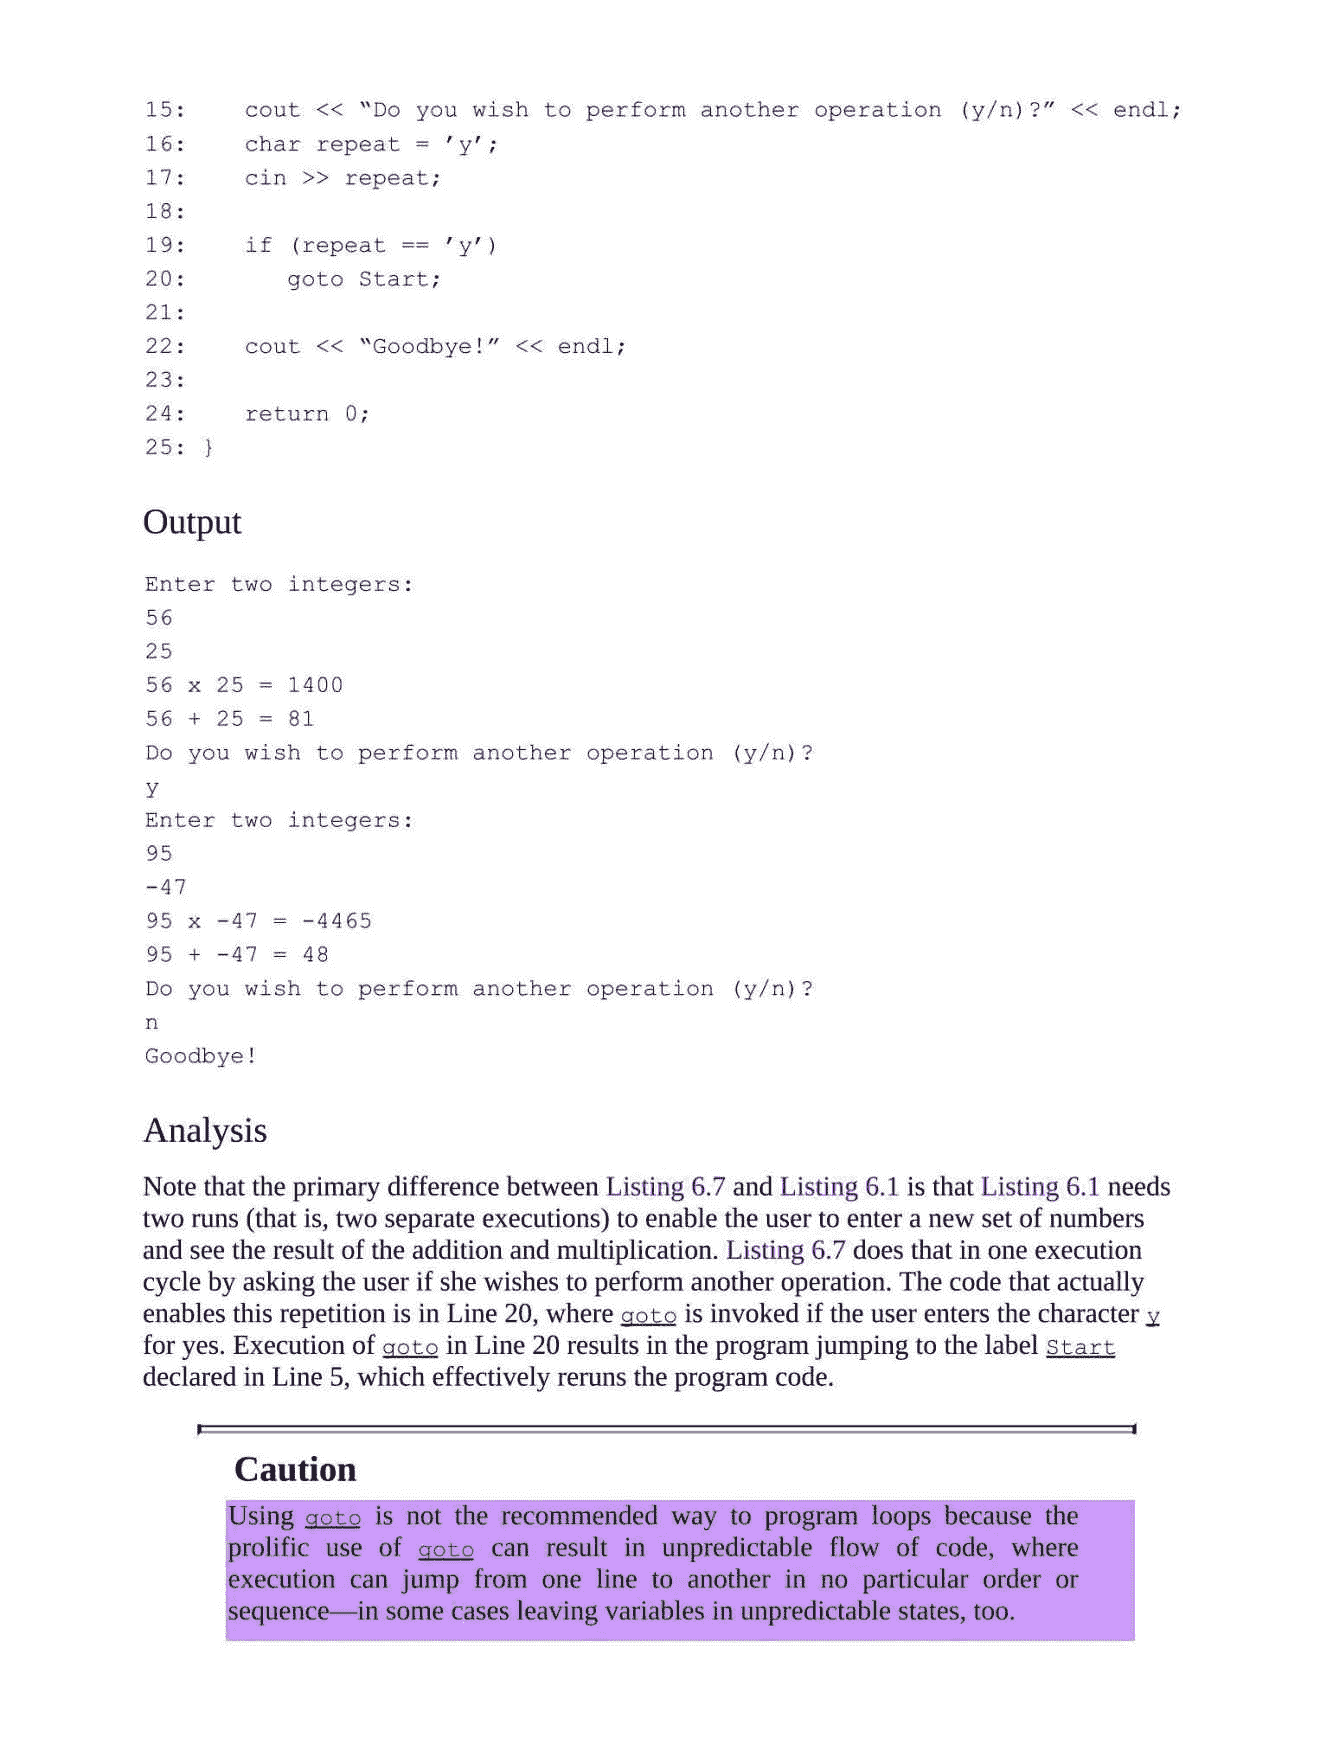 15:    cout << “Do you wish to perform another operation (y/n)?” << endl;
16:    char repeat = ’y’;
17:    cin >> repeat;
18:
19:    if (repeat == ’y’)
20:       goto Start;
21:
22:    cout << “Goodbye!” << endl;
23:
24:    return 0;
25: }
Output
Enter two integers:
56
25
56 x 25 = 1400
56 + 25 = 81
Do you wish to perform another operation (y/n)?
y
Enter two integers:
95
-47
95 x -47 = -4465
95 + -47 = 48
Do you wish to perform another operation (y/n)?
n
Goodbye!
Analysis
Note that the primary difference between Listing 6.7 and Listing 6.1 is that Listing 6.1 needs
two runs (that is, two separate executions) to enable the user to enter a new set of numbers
and see the result of the addition and multiplication. Listing 6.7 does that in one execution
cycle by asking the user if she wishes to perform another operation. The code that actually
enables this repetition is in Line 20, where goto is invoked if the user enters the character y
for yes. Execution of goto in Line 20 results in the program jumping to the label Start
declared in Line 5, which effectively reruns the program code.
Caution
Using goto is not the recommended way to program loops because the
prolific use of goto can result in unpredictable flow of code, where
execution can jump from one line to another in no particular order or
sequence—in some cases leaving variables in unpredictable states, too.